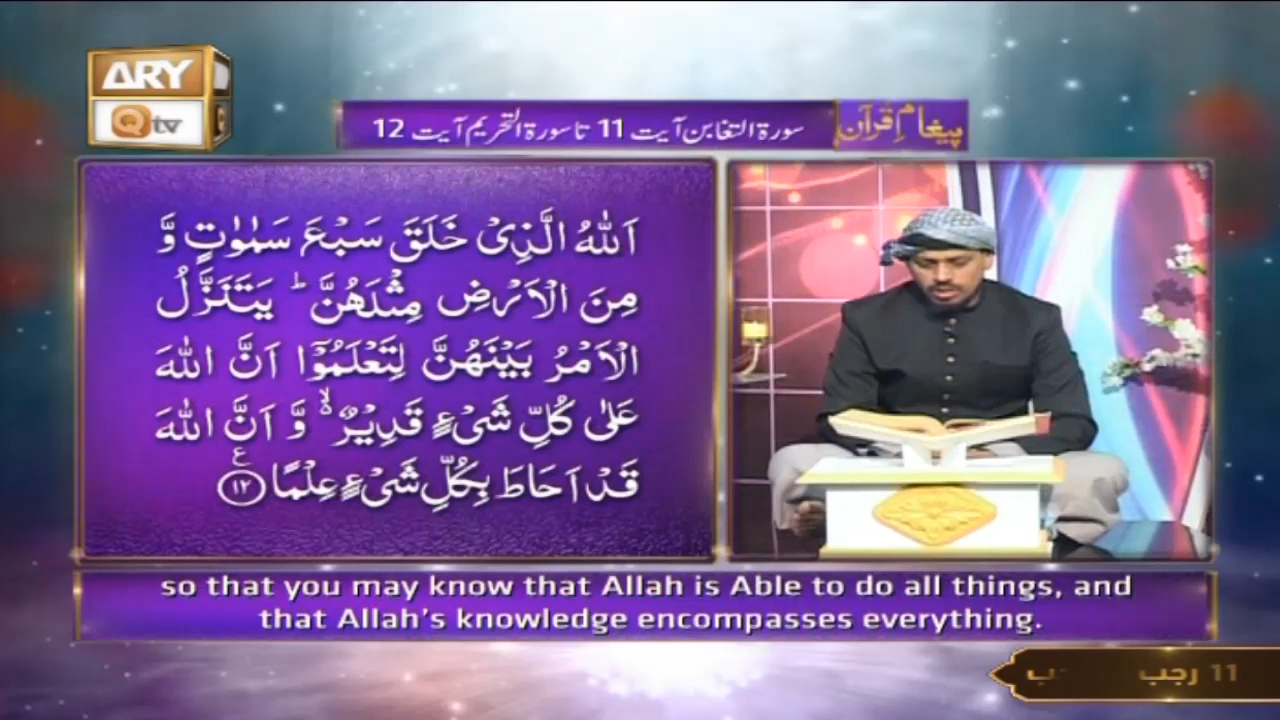 ARY
Qtv
پیغامِ قرآن
سورۃ التغابن آیت 11 تا سورۃ التحریم آیت 12
اَللّٰهُ الَّذِیْ خَلَقَ سَبْعَ سَمٰوٰتٍ وَّ
مِنَ الْاَرْضِ مِثْلَهُنَّ ؕ یَتَنَزَّلُ
الْاَمْرُ بَیْنَهُنَّ لِتَعْلَمُوْۤا اَنَّ اللّٰهَ
عَلٰی كُلِّ شَیْءٍ قَدِیْرٌ ۙ۬ وَّ اَنَّ اللّٰهَ
قَدْ اَحَاطَ بِكُلِّ شَیْءٍ عِلْمًا ﴿۱۲﴾ ع
so that you may know that Allah is Able to do all things, and
that Allah's knowledge encompasses everything.
11 رجب